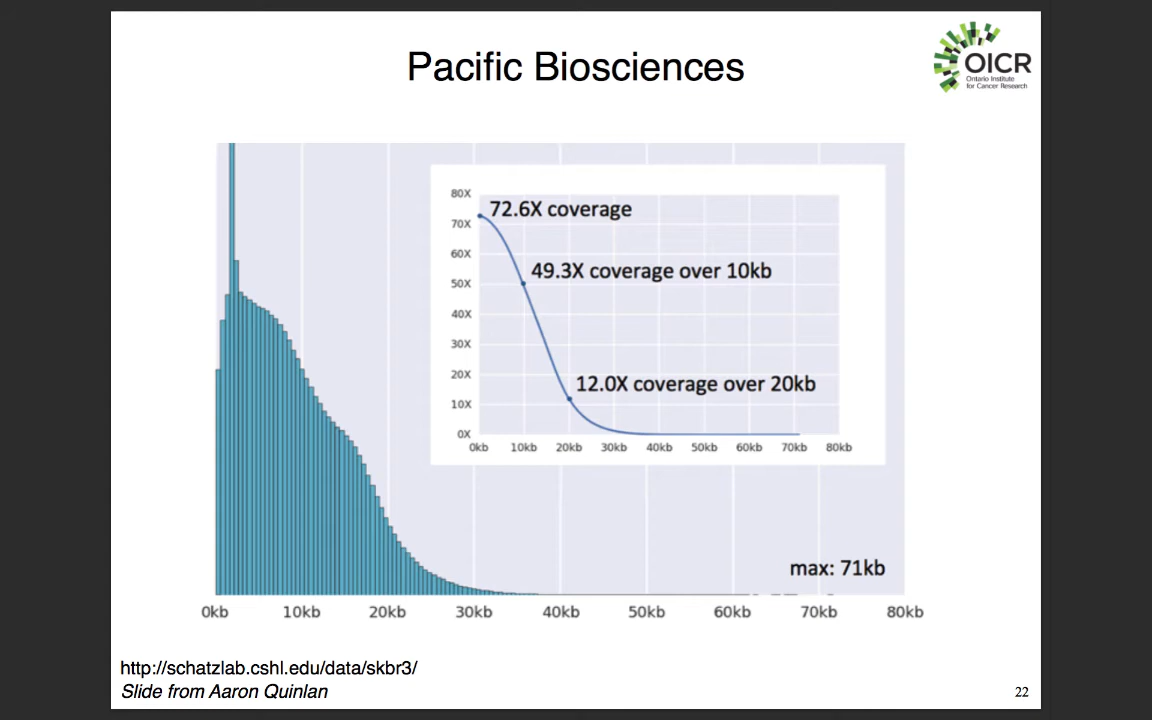 Pacific Biosciences
OICR
Ontario Institute
for Cancer Research
80X
70X
60X
50X
40X
30X
20X
10X
0X
72.6X coverage
49.3X coverage over 10kb
12.0X coverage over 20kb
0kb 10kb 20kb 30kb 40kb 50kb 60kb 70kb 80kb
max: 71kb
0kb 10kb 20kb 30kb 40kb 50kb 60kb 70kb 80kb
http://schatzlab.cshl.edu/data/skbr3/
Slide from Aaron Quinlan
22